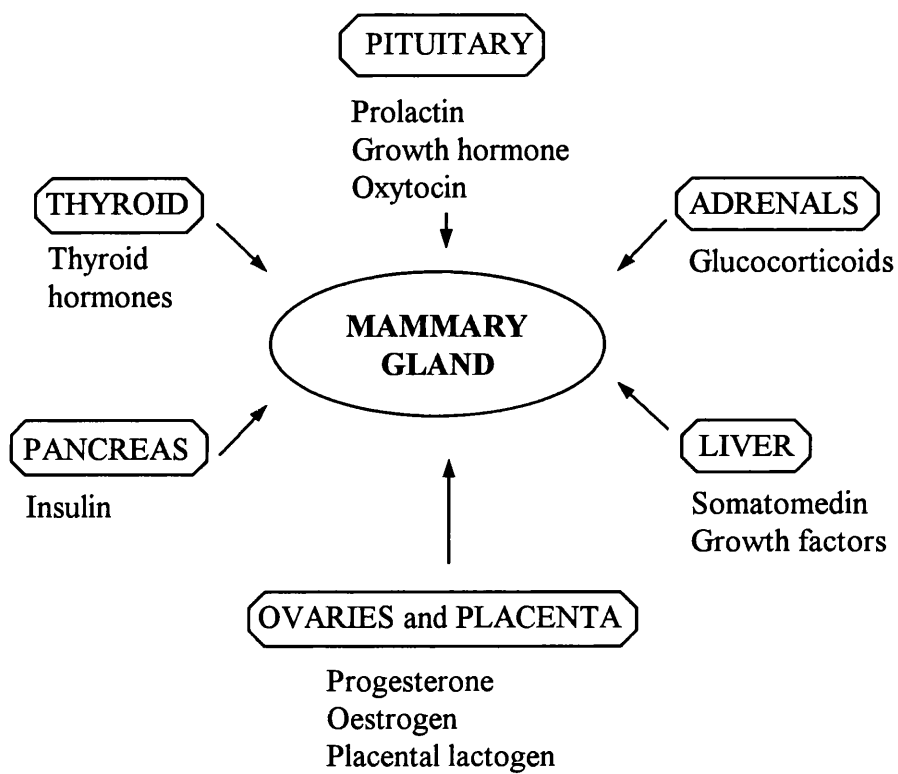 PITUITARY
Prolactin
Growth hormone
Oxytocin
THYROID
Thyroid
hormones
ADRENALS
Glucocorticoids
MAMMARY
GLAND
PANCREAS
Insulin
LIVER
Somatomedin
Growth factors
OVARIES and PLACENTA
Progesterone
Oestrogen
Placental lactogen